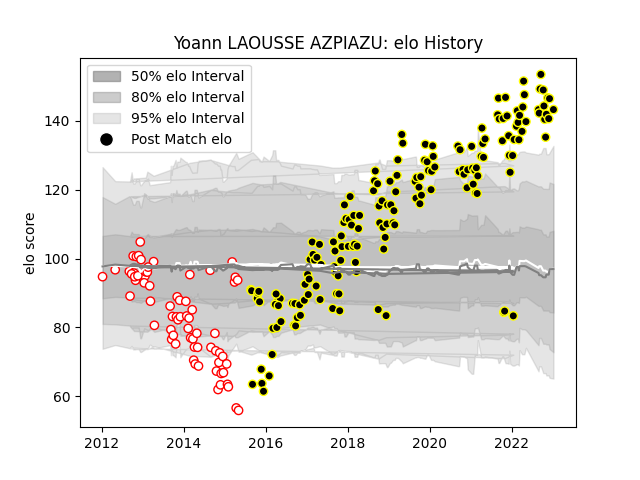 Yoann LAOUSSE AZPIAZU: elo History
50% elo Interval
80% elo Interval
95% elo Interval
Post Match elo
elo score
140
120
100
80
60
2012
2014
2016
2018
2020
2022